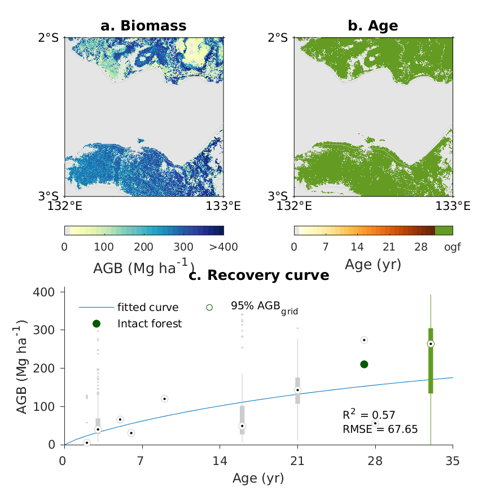 a. Biomass
b. Age
2°S
2°S
3°S
3°S
132°E
133°E
132°E
133°E
0 100 200 300 >400
0 7 14 21 28 ogf
AGB (Mg ha⁻¹)
Age (yr)
c. Recovery curve
400
300
200
100
0
AGB (Mg ha⁻¹)
fitted curve
95% AGBgrid
Intact forest
R² = 0.57
RMSE = 67.65
0 7 14 21 28 35
Age (yr)